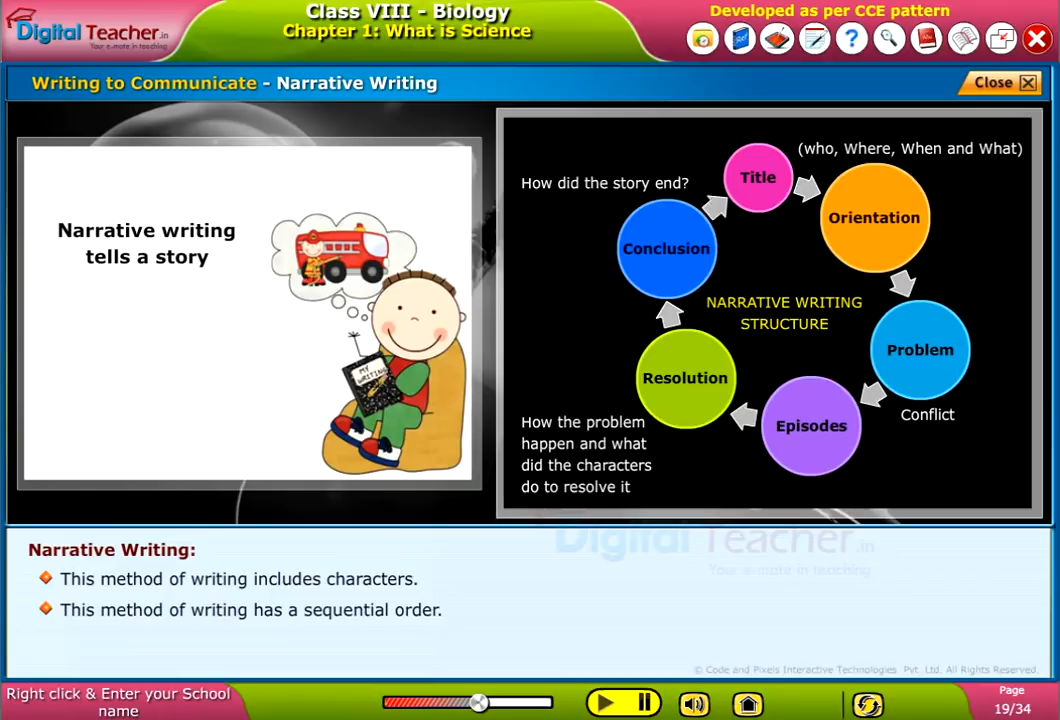 Digital Teacher.in
Your e-mate in teaching
Class VIII - Biology
Chapter 1: What is Science
Developed as per CCE pattern
Writing to Communicate - Narrative Writing
Close
Narrative writing
tells a story
MY
WRITING
(who, Where, When and What)
Title
How did the story end?
Orientation
Conclusion
NARRATIVE WRITING
STRUCTURE
Problem
Resolution
Conflict
Episodes
How the problem
happen and what
did the characters
do to resolve it
Narrative Writing:
This method of writing includes characters.
This method of writing has a sequential order.
Digital Teacher.in
Your e-mate in teaching
© Code and Pixels Interactive Technologies. Pvt. Ltd. All Rights Reserved.
Right click & Enter your School
name
Page
19/34